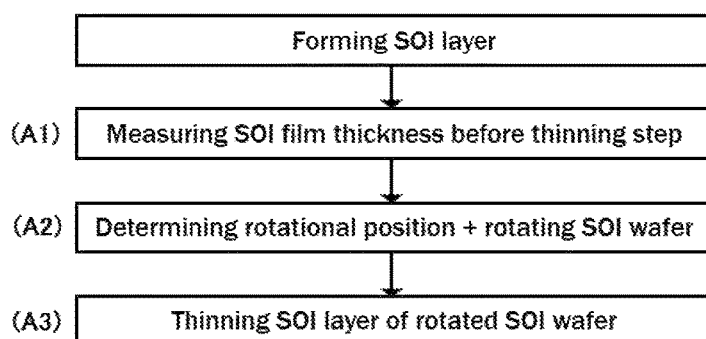 Forming SOI layer
(A1) Measuring SOI film thickness before thinning step
(A2) Determining rotational position + rotating SOI wafer
(A3) Thinning SOI layer of rotated SOI wafer